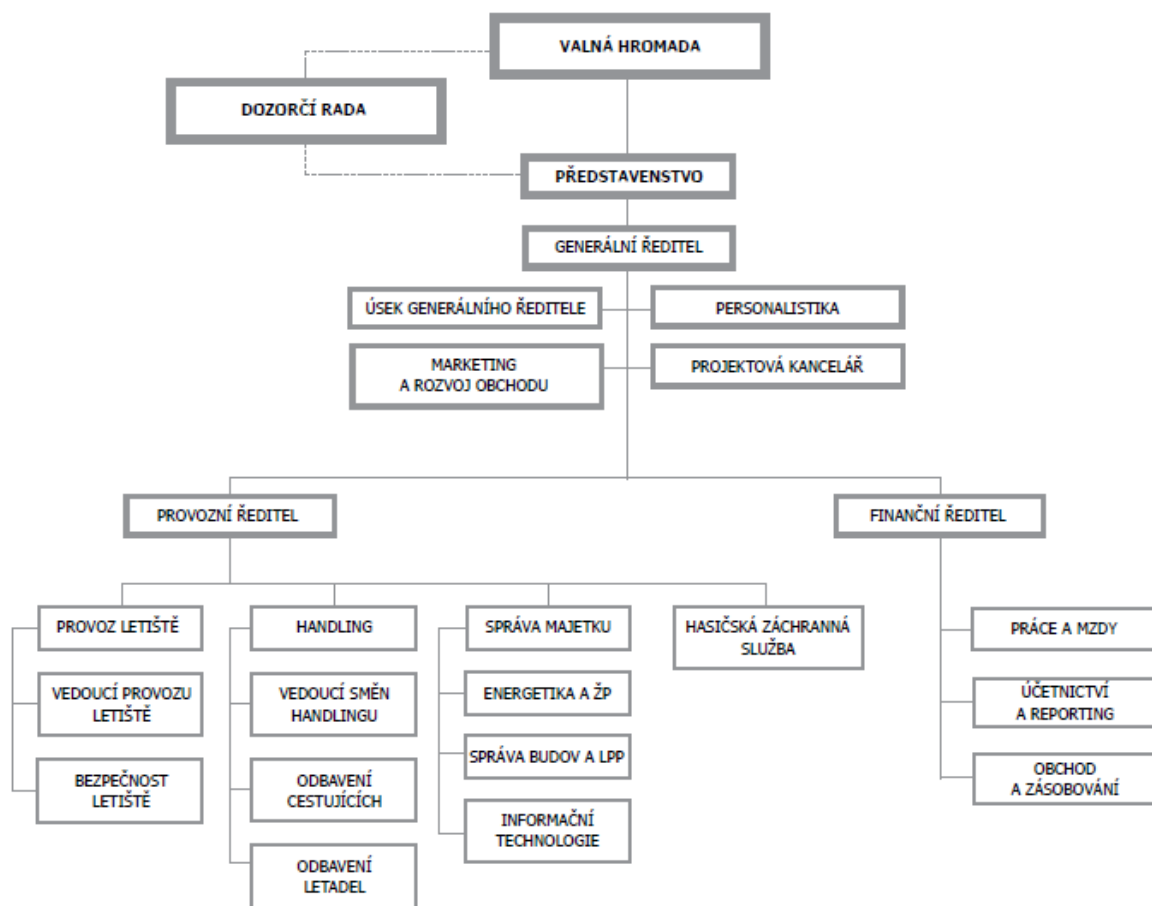 VALNÁ HROMADA
DOZORČÍ RADA
PŘEDSTAVENSTVO
GENERÁLNÍ ŘEDITEL
ÚSEK GENERÁLNÍHO ŘEDITELE
PERSONALISTIKA
MARKETING
A ROZVOJ OBCHODU
PROJEKTOVÁ KANCELÁŘ
PROVOZNÍ ŘEDITEL
FINANČNÍ ŘEDITEL
PROVOZ LETIŠTĚ
VEDOUCÍ PROVOZU
LETIŠTĚ
BEZPEČNOST
LETIŠTĚ
HANDLING
VEDOUCÍ SMĚN
HANDLINGU
ODBAVENÍ
CESTUJÍCÍCH
ODBAVENÍ
LETADEL
SPRÁVA MAJETKU
ENERGETIKA A ŽP
SPRÁVA BUDOV A LPP
INFORMAČNÍ
TECHNOLOGIE
HASIČSKÁ ZÁCHRANNÁ
SLUŽBA
PRÁCE A MZDY
ÚČETNICTVÍ
A REPORTING
OBCHOD
A ZÁSOBOVÁNÍ